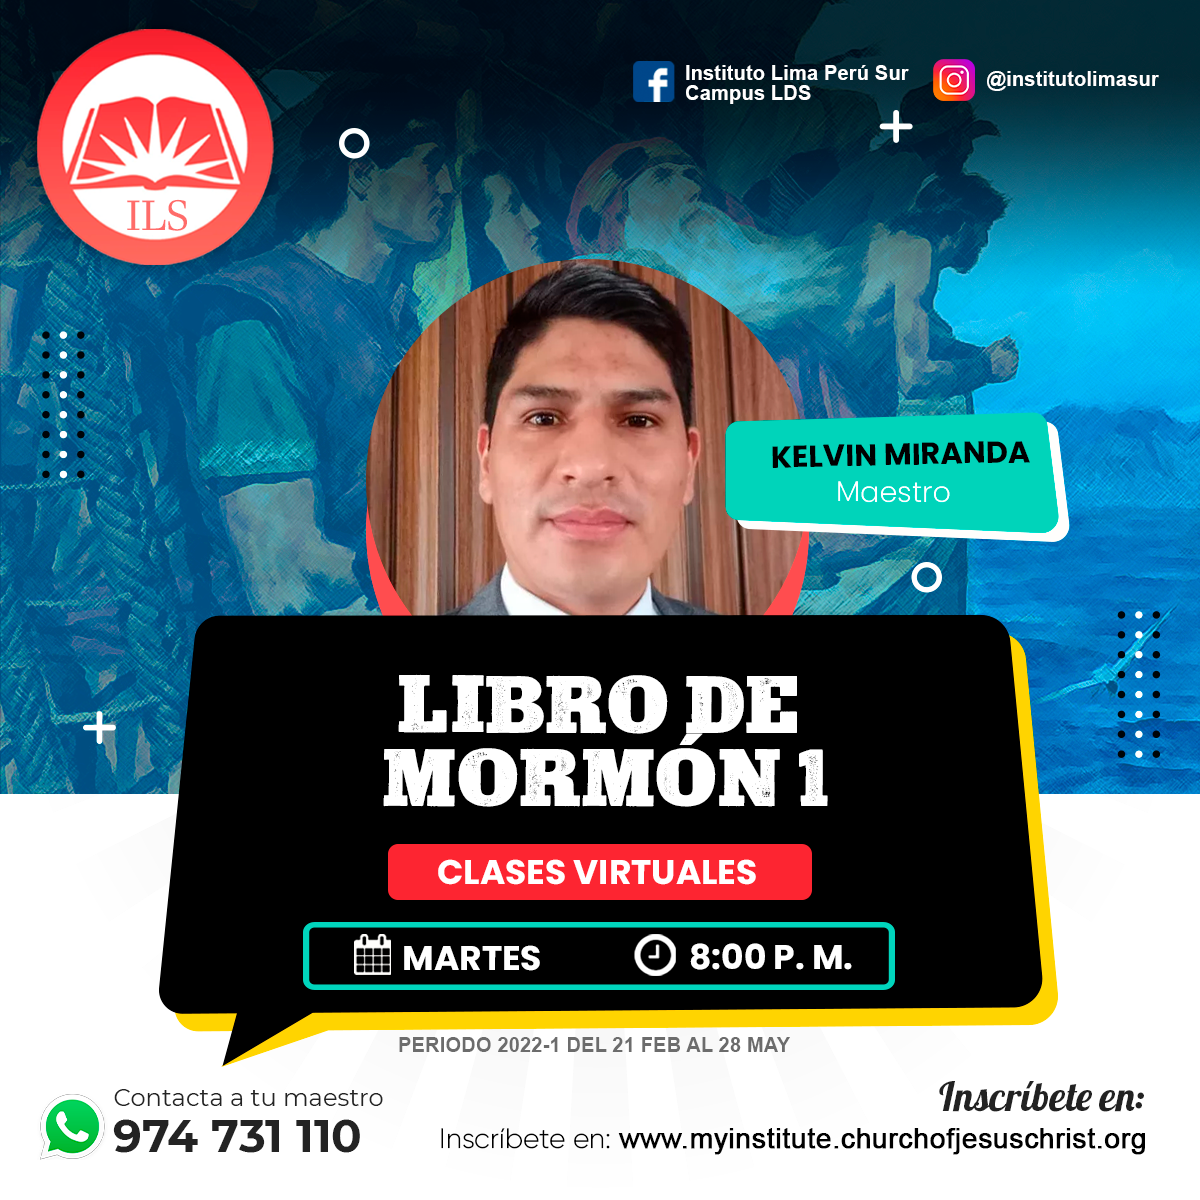 ILS
Instituto Lima Perú Sur
Campus LDS
@institutolimasur
KELVIN MIRANDA
Maestro
LIBRO DE
MORMÓN 1
CLASES VIRTUALES
MARTES
8:00 P. M.
PERIODO 2022-1 DEL 21 FEB AL 28 MAY
Contacta a tu maestro
974 731 110
Inscríbete en:
Inscríbete en: www.myinstitute.churchofjesuschrist.org